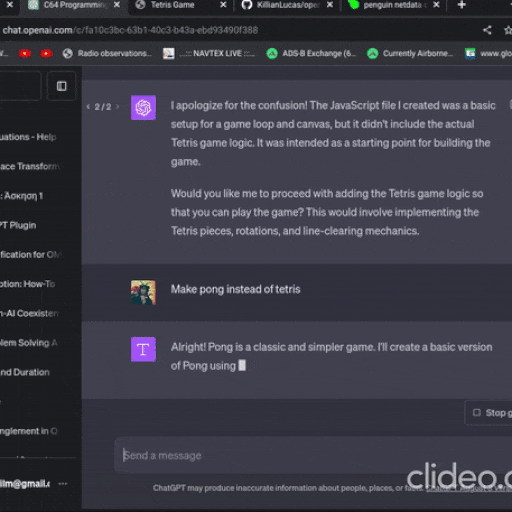 C64 Programming
Tetris Game
KillianLucas/open
penguin netdata
chat.openai.com/c/fa10c3bc-63b1-40c3-b43a-ebd93490f388
Radio observations... ...::: NAVTEX LIVE ::... ADS-B Exchange (6... Currently Airborne... www.glo
2/2
I apologize for the confusion! The JavaScript file I created was a basic
setup for a game loop and canvas, but it didn't include the actual
Tetris game logic. It was intended as a starting point for building the
game.
Would you like me to proceed with adding the Tetris game logic so
that you can play the game? This would involve implementing the
Tetris pieces, rotations, and line-clearing mechanics.
uations - Help
ace Transform
: Άσκηση 1
PT Plugin
fication for OM
ption: How-To
n-AI Coexisten
lem Solving A
nd Duration
nglement in Q
ilm@gmail.c ...
Make pong instead of tetris
T
Alright! Pong is a classic and simpler game. I'll create a basic version
of Pong using
Stop g
Send a message
ChatGPT may produce inaccurate information about people, places, or facts.
clideo.c